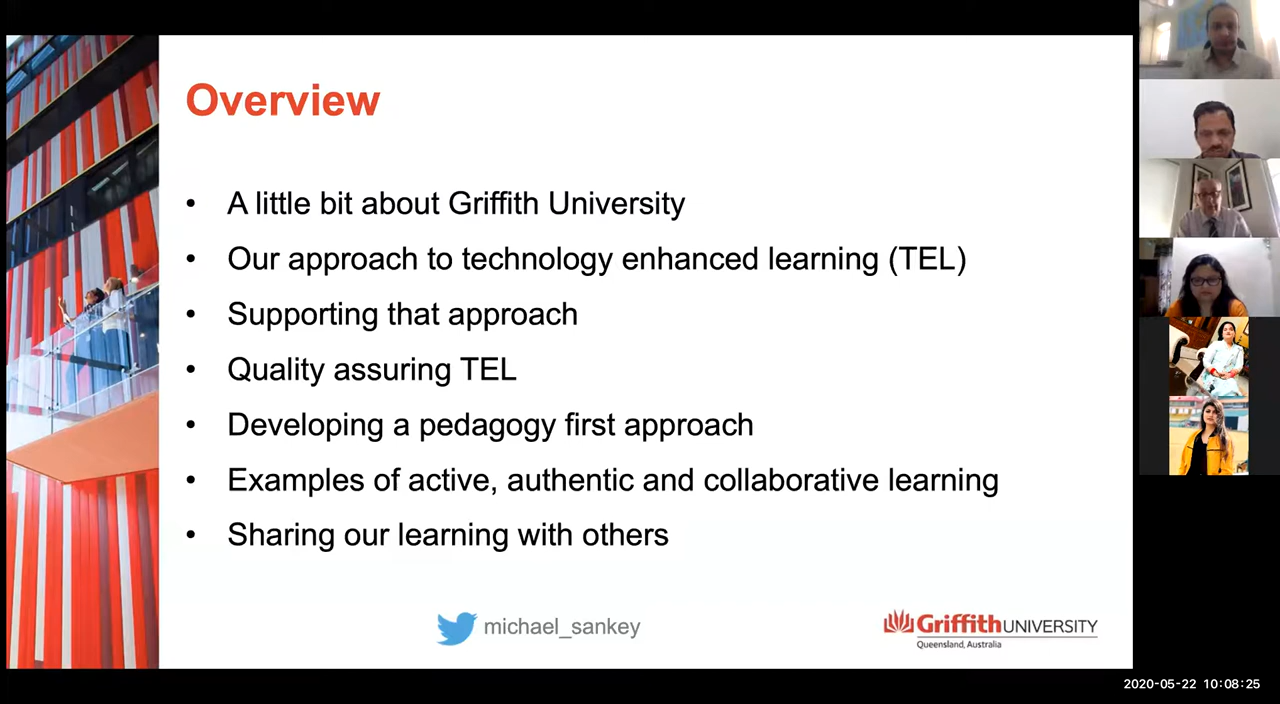 Overview
• A little bit about Griffith University
• Our approach to technology enhanced learning (TEL)
• Supporting that approach
• Quality assuring TEL
• Developing a pedagogy first approach
• Examples of active, authentic and collaborative learning
• Sharing our learning with others
michael_sankey
Griffith UNIVERSITY
Queensland, Australia
2020-05-22 10:08:25